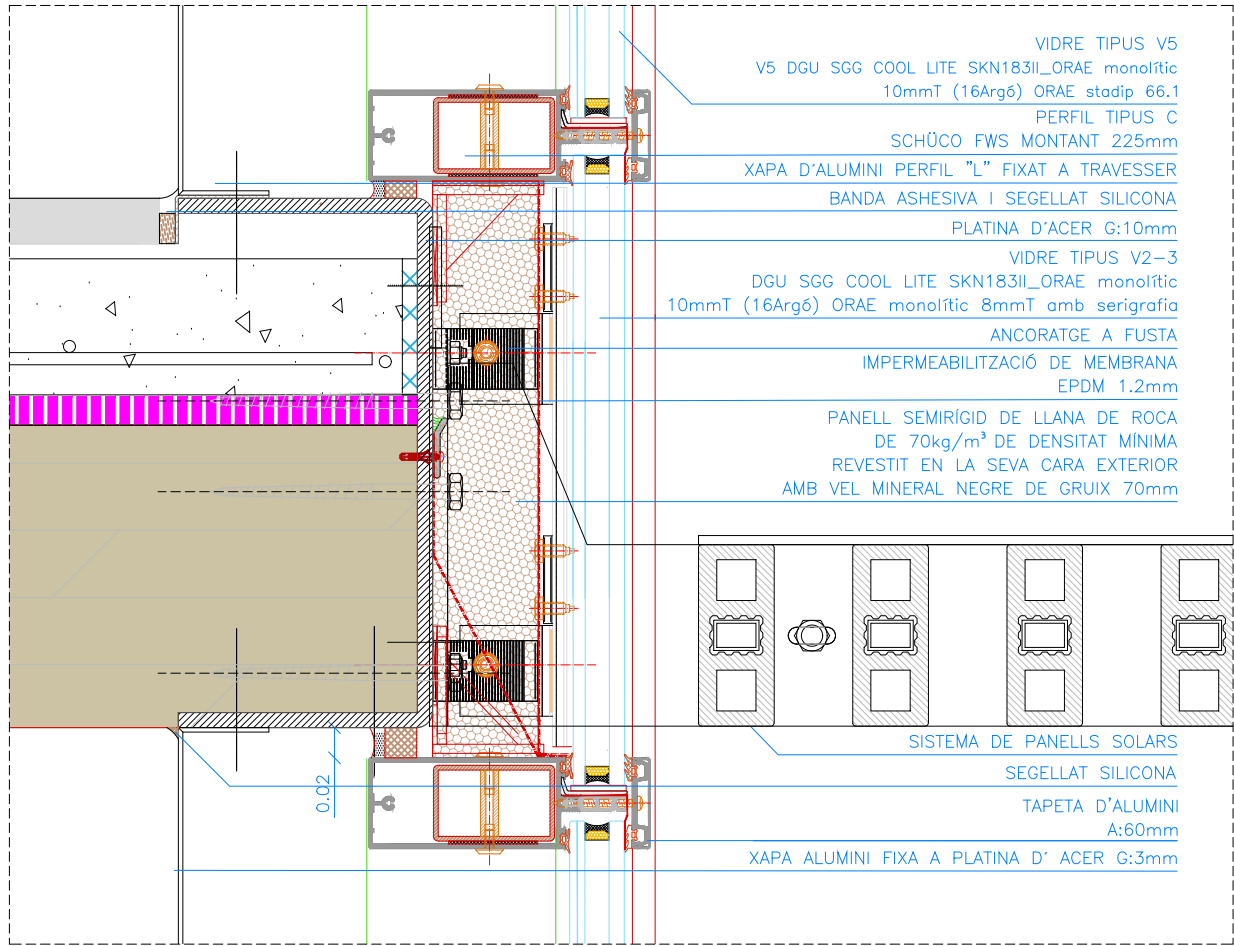 VIDRE TIPUS V5
V5 DGU SGG COOL LITE SKN183II_ORAE monolític
10mmT (16Argó) ORAE stadip 66.1
PERFIL TIPUS C
SCHÜCO FWS MONTANT 225mm
XAPA D´ALUMINI PERFIL "L" FIXAT A TRAVESSER
BANDA ASHESIVA I SEGELLAT SILICONA
PLATINA D´ACER G:10mm
VIDRE TIPUS V2-3
DGU SGG COOL LITE SKN183II_ORAE monolític
10mmT (16Argó) ORAE monolític 8mmT amb serigrafia
ANCORATGE A FUSTA
IMPERMEABILITZACIÓ DE MEMBRANA
EPDM 1.2mm
PANELL SEMIRÍGID DE LLANA DE ROCA
DE 70kg/m³ DE DENSITAT MÍNIMA
REVESTIT EN LA SEVA CARA EXTERIOR
AMB VEL MINERAL NEGRE DE GRUIX 70mm
SISTEMA DE PANELLS SOLARS
SEGELLAT SILICONA
0.02
TAPETA D'ALUMINI
A:60mm
XAPA ALUMINI FIXA A PLATINA D´ ACER G:3mm